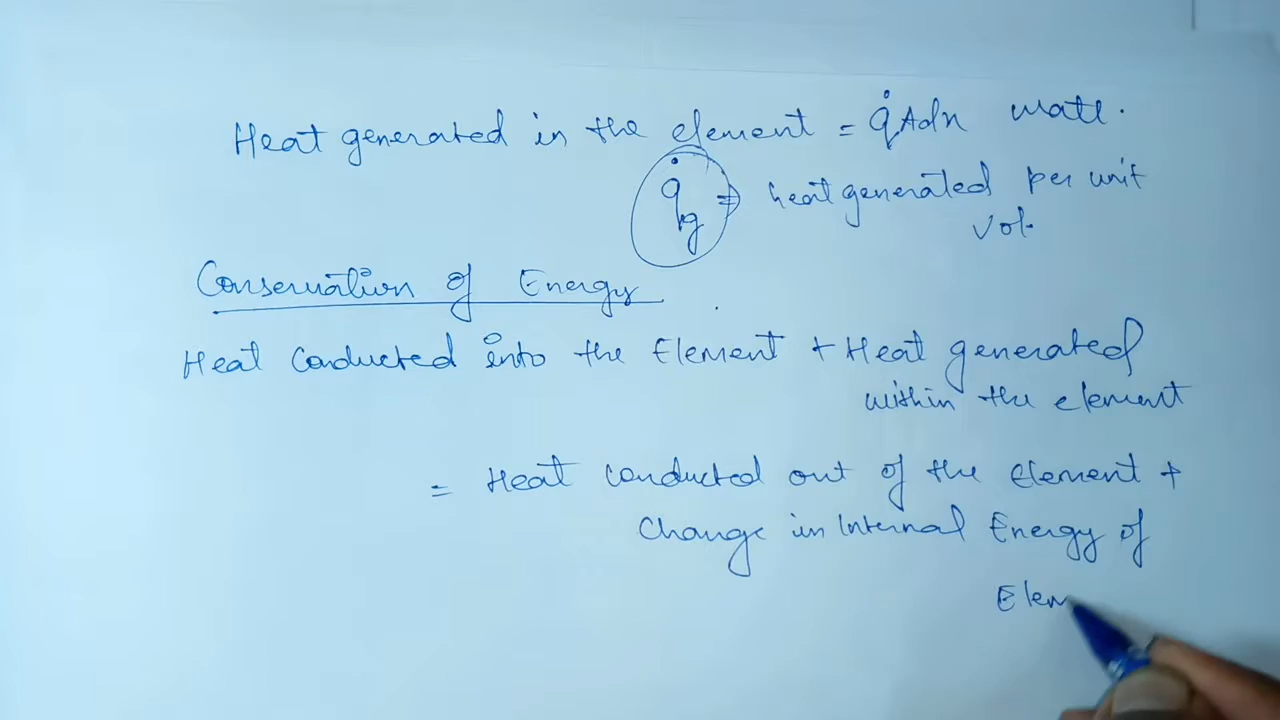 Heat generated in the element = q̇Adx watt.
q̇g ⇒ heat generated per unit
vol.
Conservation of Energy
Heat Conducted into the Element + Heat generated
within the element
= Heat Conducted out of the Element +
Change in Internal Energy of
Elem